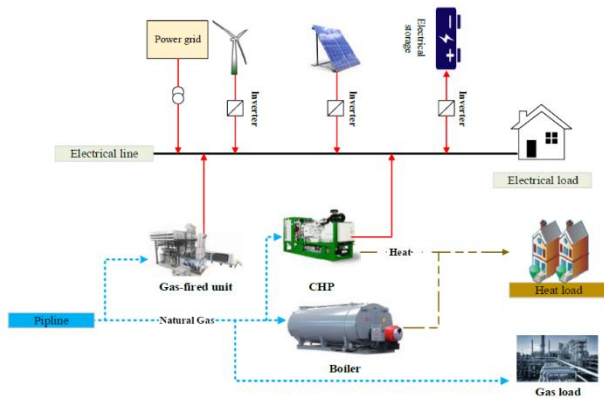 Power grid
Electrical
storage
Inverter
Inverter
Inverter
Electrical line
Electrical load
Gas-fired unit
CHP
Heat
Heat load
Pipline
Natural Gas
Boiler
Gas load